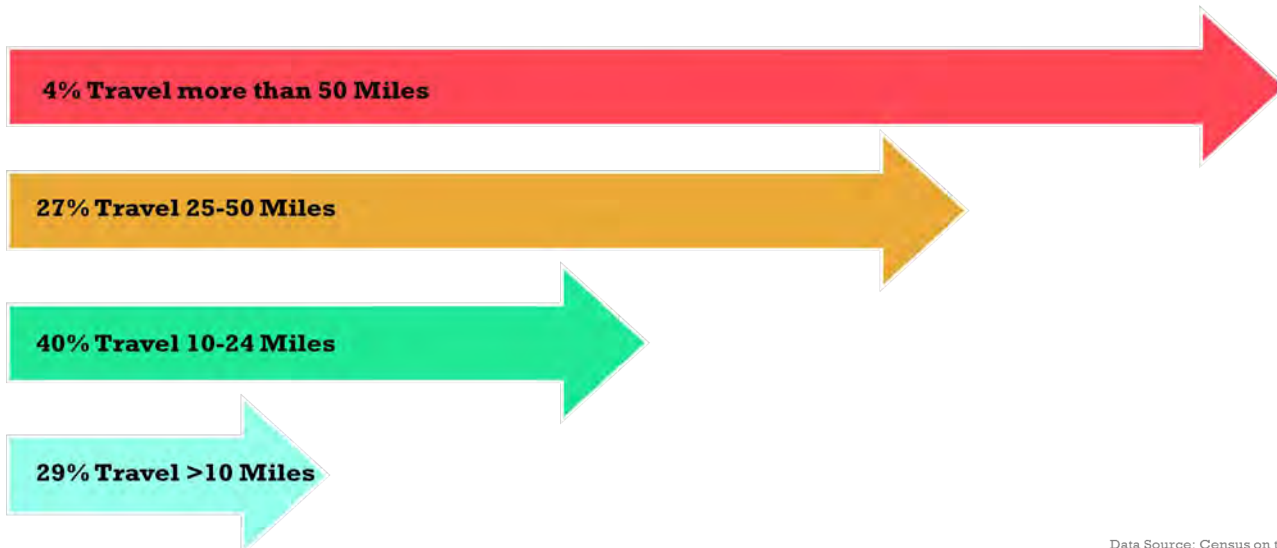 4% Travel more than 50 Miles
27% Travel 25-50 Miles
40% Travel 10-24 Miles
29% Travel >10 Miles
Data Source: Census on t